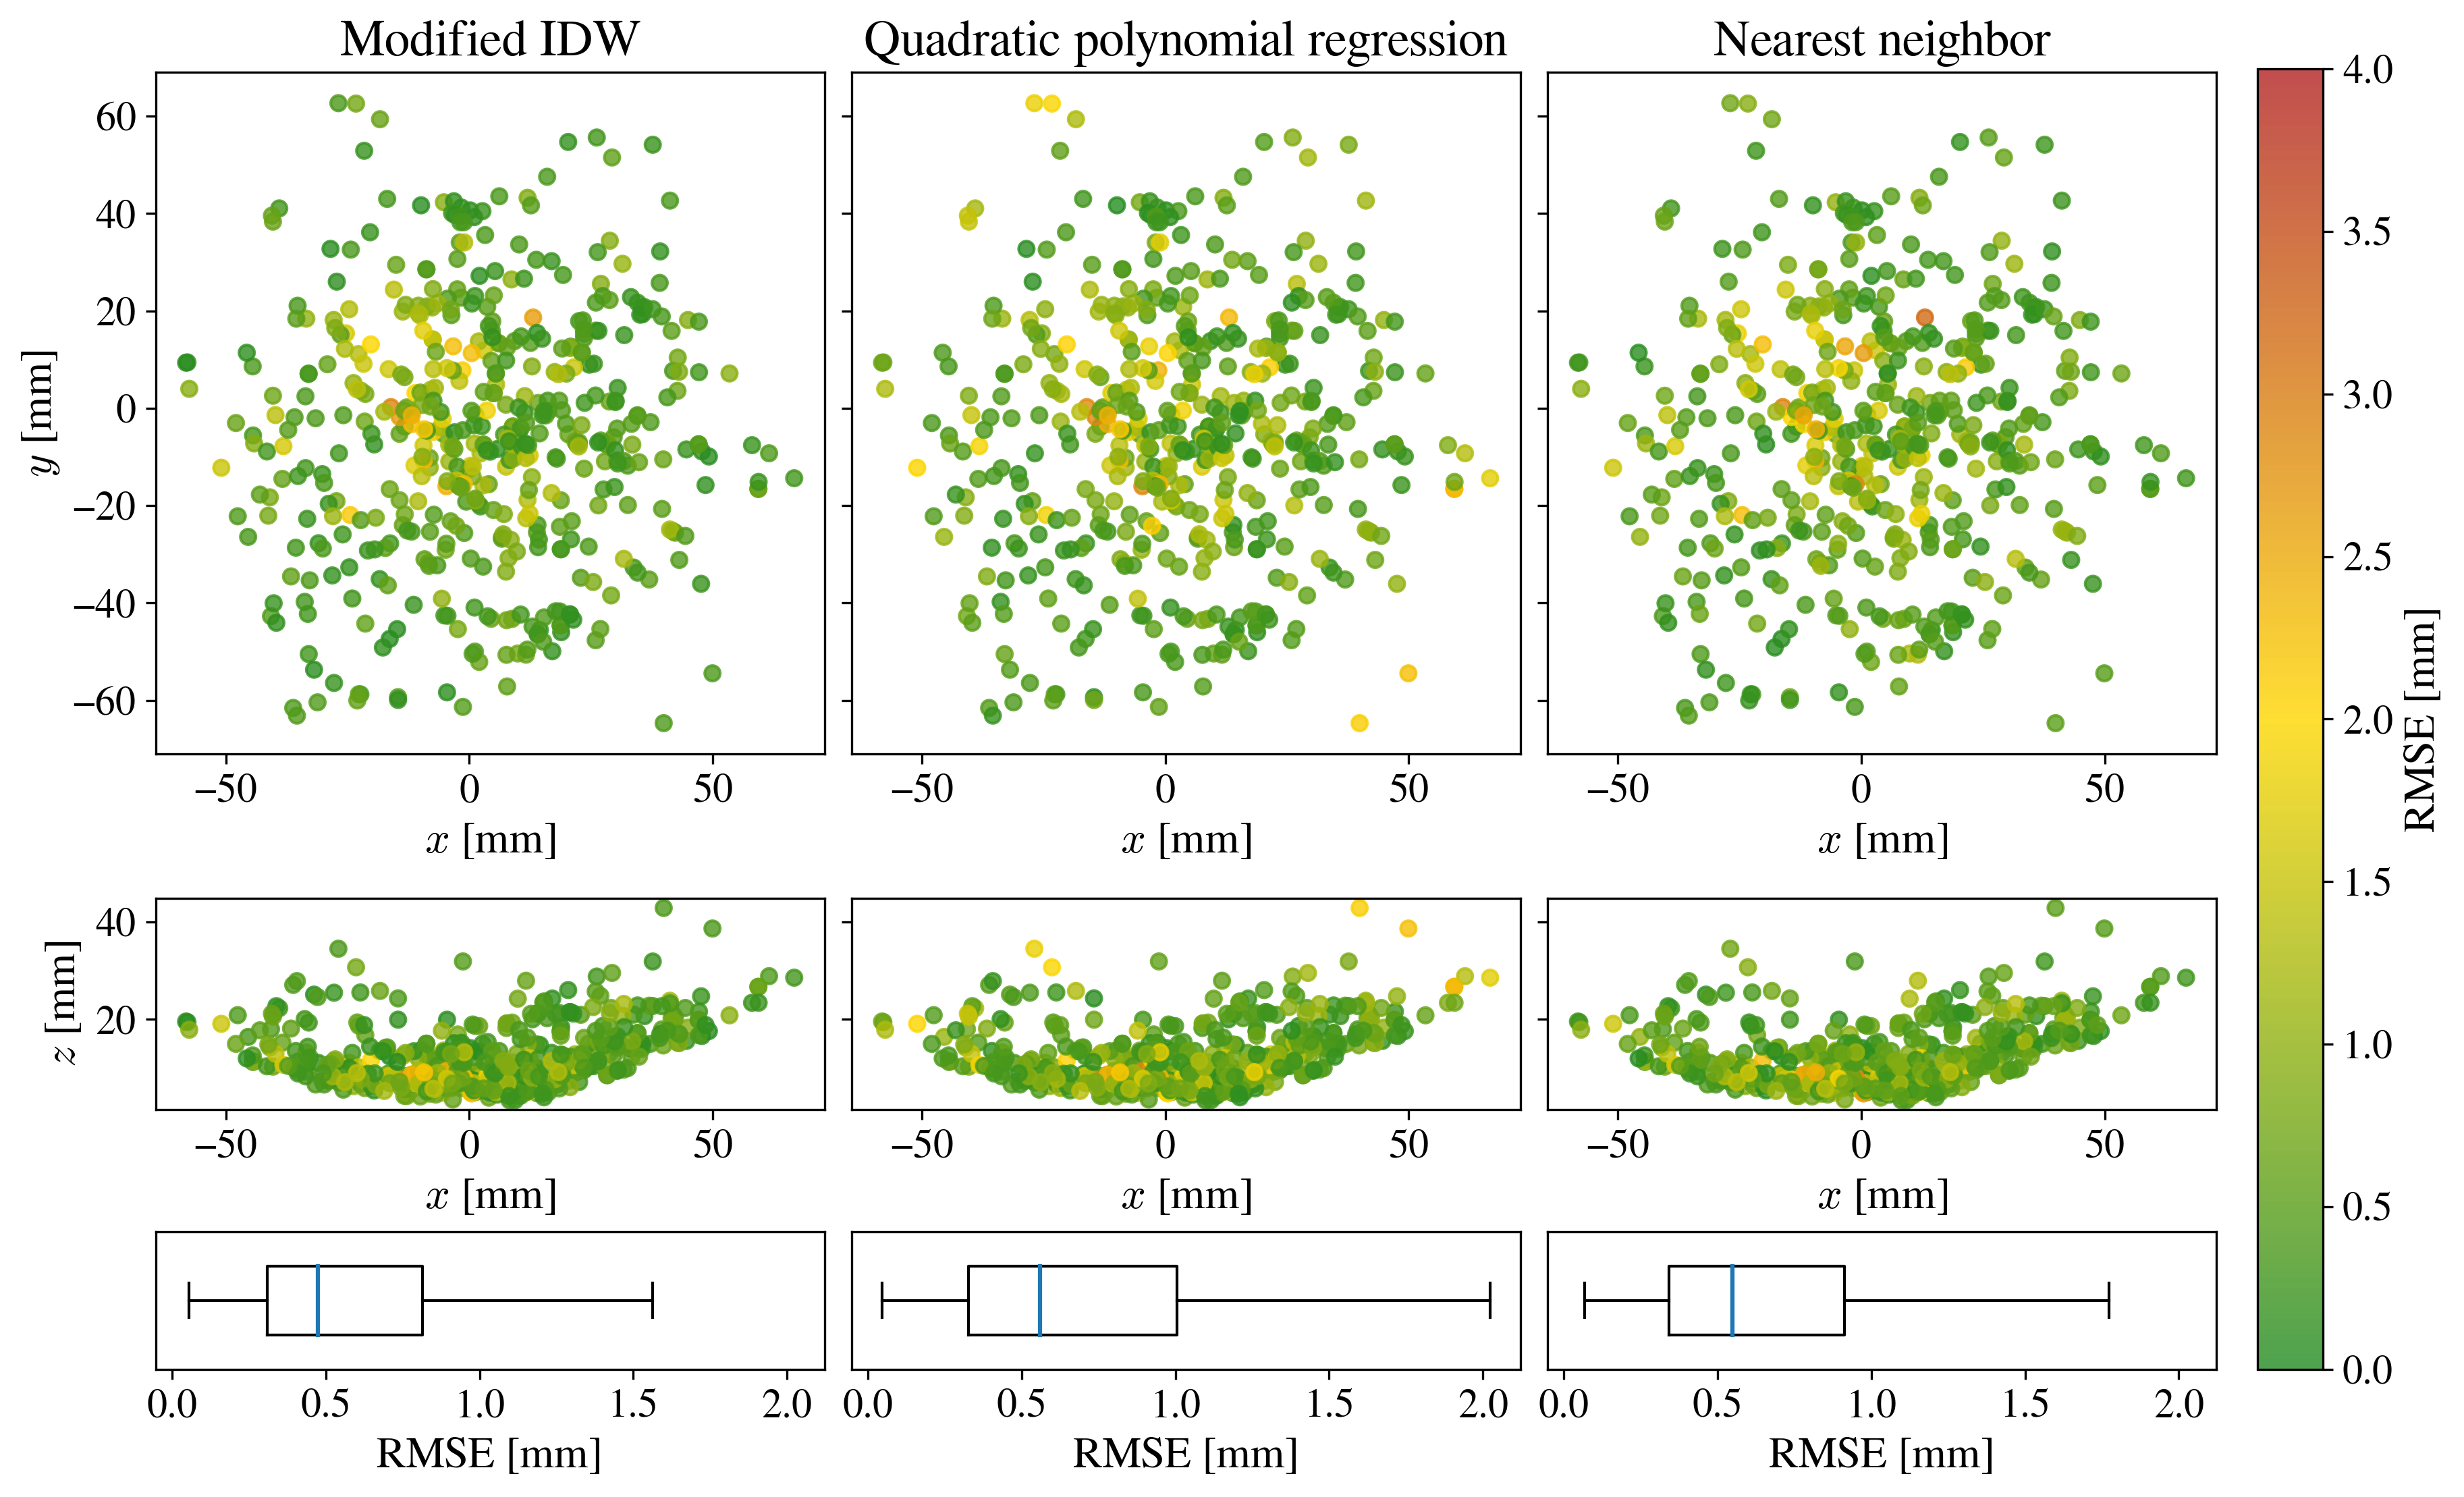 Modified IDW
Quadratic polynomial regression
Nearest neighbor
60
40
20
0
−20
−40
−60
y [mm]
−50 0 50
x [mm]
−50 0 50
x [mm]
−50 0 50
x [mm]
4.0
3.5
3.0
2.5
2.0
1.5
1.0
0.5
0.0
RMSE [mm]
40
20
z [mm]
−50 0 50
x [mm]
−50 0 50
x [mm]
−50 0 50
x [mm]
0.0 0.5 1.0 1.5 2.0
RMSE [mm]
0.0 0.5 1.0 1.5 2.0
RMSE [mm]
0.0 0.5 1.0 1.5 2.0
RMSE [mm]